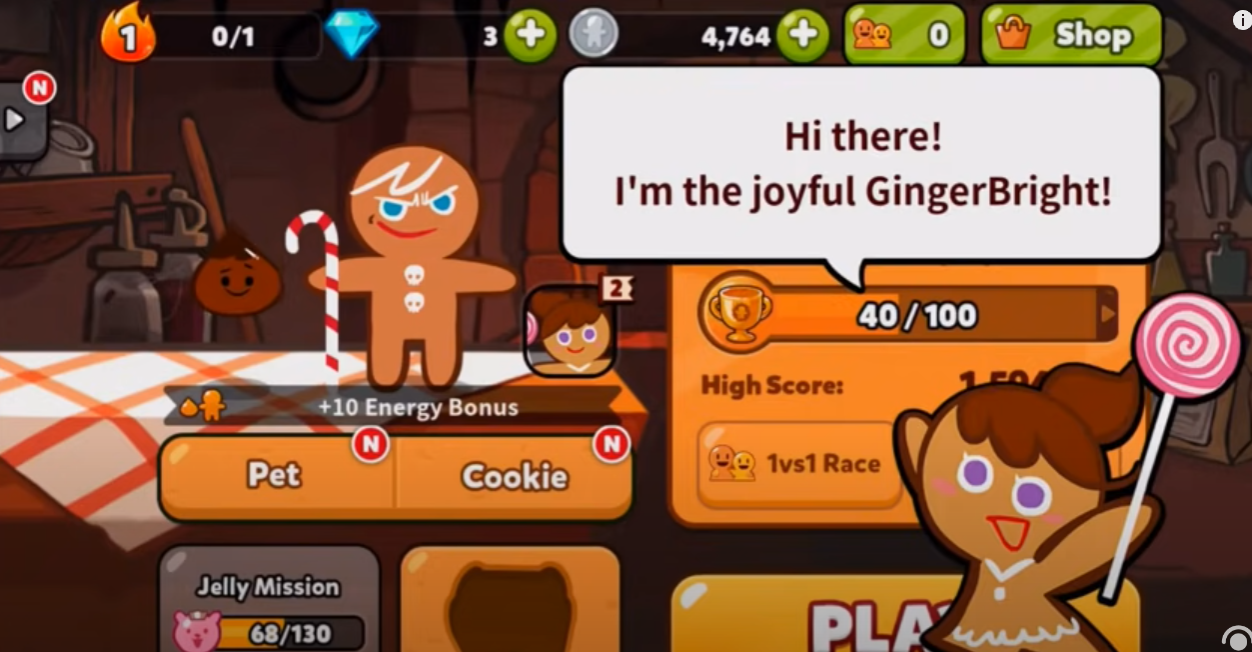 1
0/1
3
4,764
0
Shop
N
Hi there!
I'm the joyful GingerBright!
2
40/100
High Score:
+10 Energy Bonus
N
N
Pet
Cookie
1vs1 Race
Jelly Mission
68/130